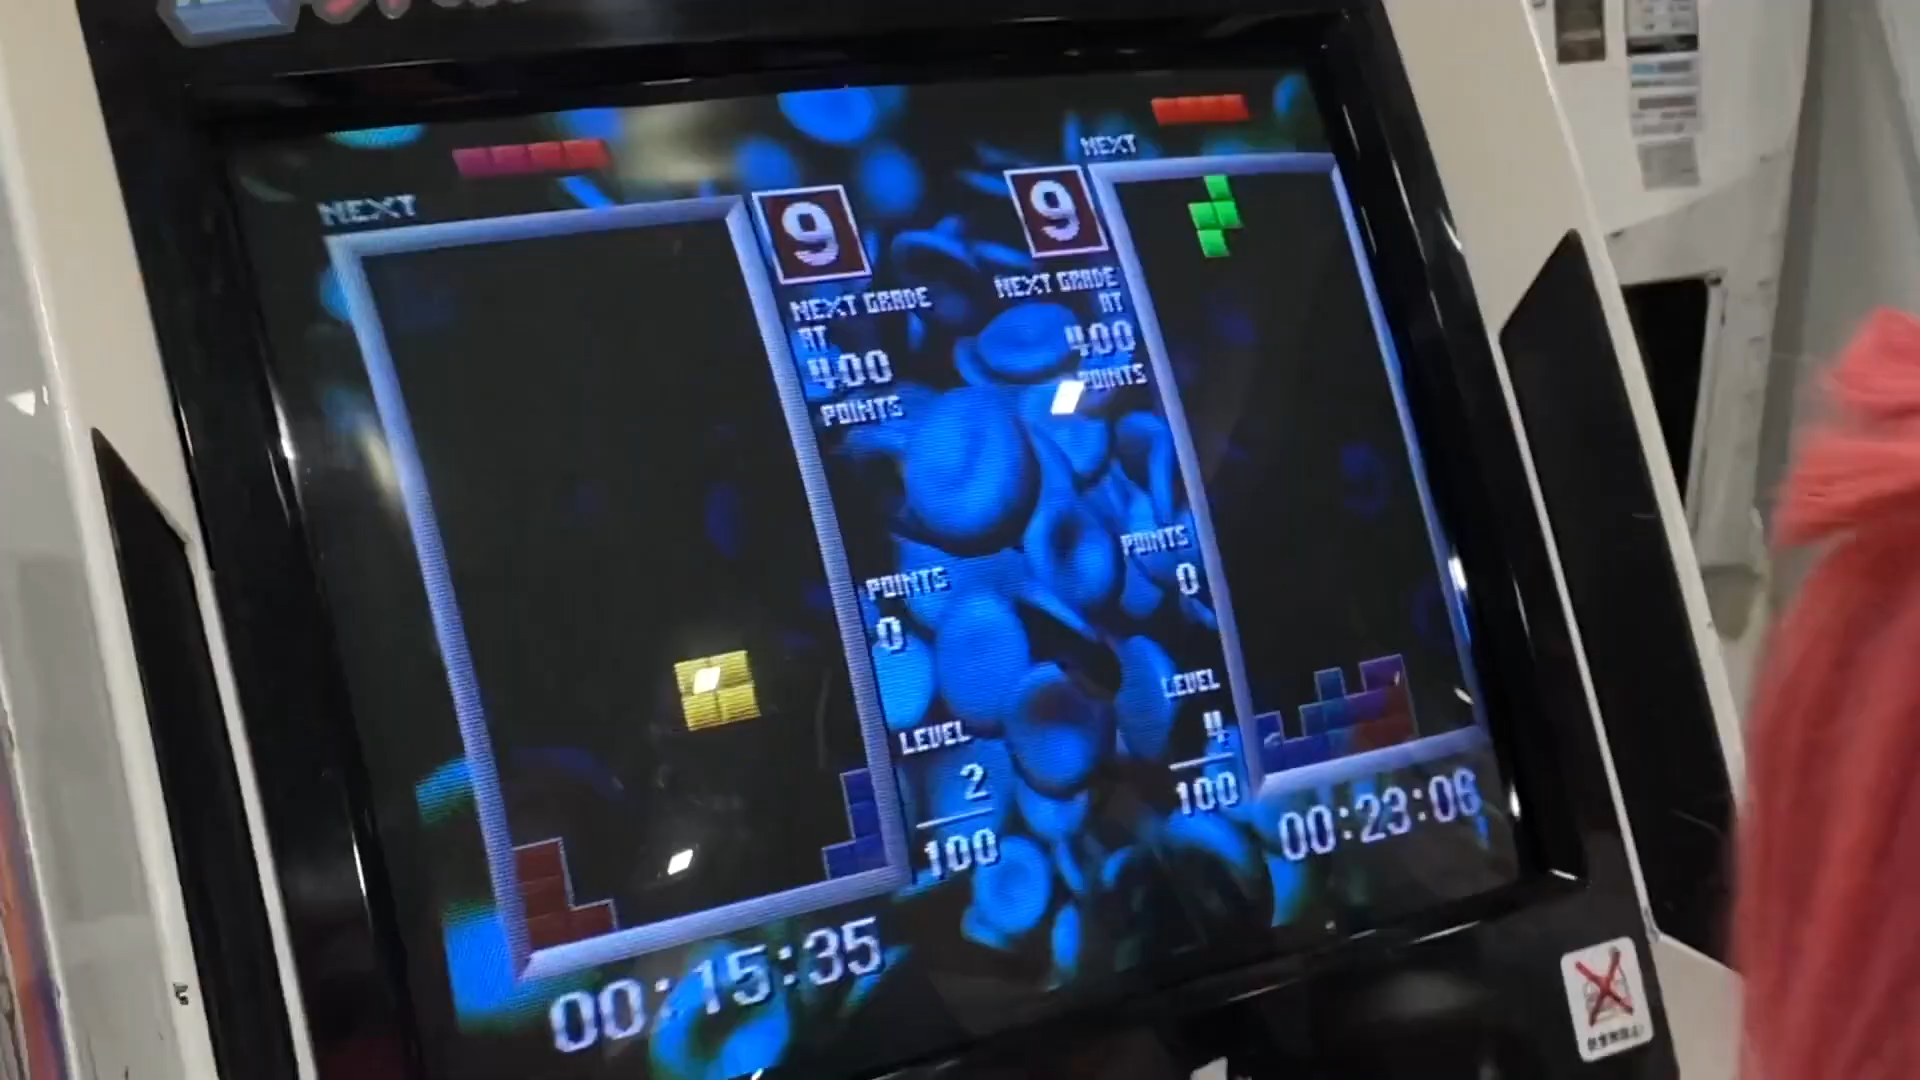 NEXT
9
NEXT GRADE
AT
400
POINTS
POINTS
0
LEVEL
2
100
00:15:35
NEXT
9
NEXT GRADE
AT
400
POINTS
POINTS
0
LEVEL
4
100
00:23:06